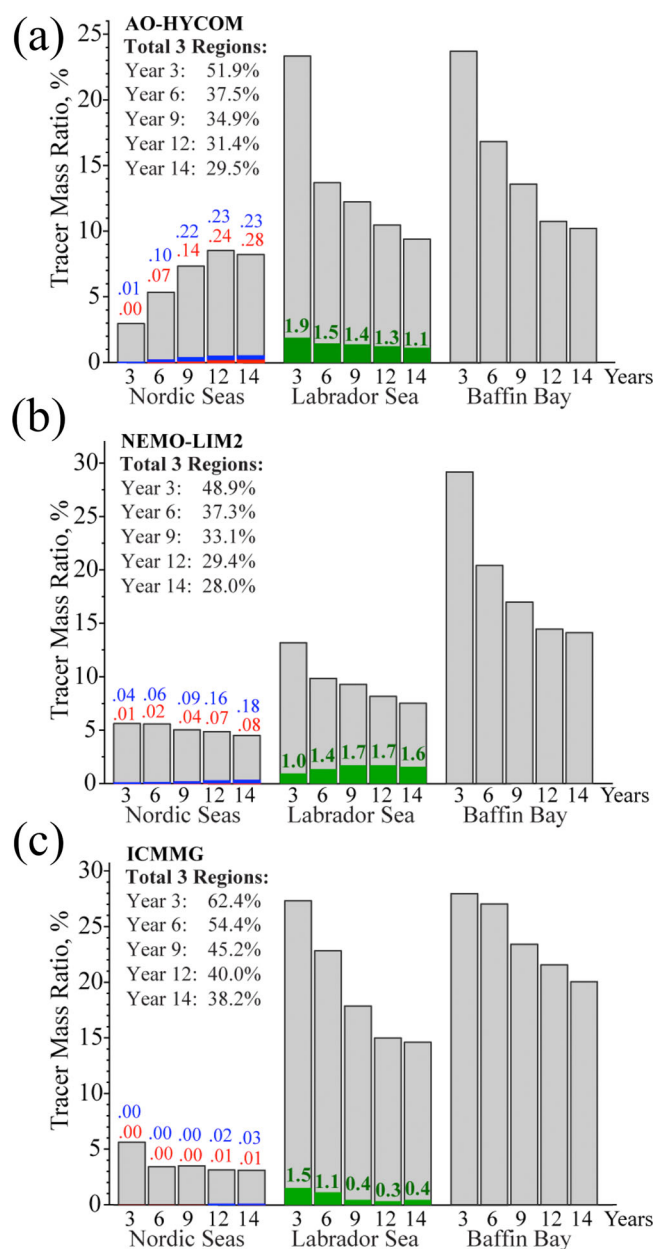 (a)
AO-HYCOM
Total 3 Regions:
Year 3: 51.9%
Year 6: 37.5%
Year 9: 34.9%
Year 12: 31.4%
Year 14: 29.5%
Tracer Mass Ratio, %
25
20
15
10
5
0
.01 .10 .22 .23 .23
.00 .07 .14 .24 .28
1.9 1.5 1.4 1.3 1.1
3 6 9 12 14 3 6 9 12 14 3 6 9 12 14 Years
Nordic Seas Labrador Sea Baffin Bay
(b)
NEMO-LIM2
Total 3 Regions:
Year 3: 48.9%
Year 6: 37.3%
Year 9: 33.1%
Year 12: 29.4%
Year 14: 28.0%
Tracer Mass Ratio, %
30
25
20
15
10
5
0
.04 .06 .09 .16 .18
.01 .02 .04 .07 .08
1.0 1.4 1.7 1.7 1.6
3 6 9 12 14 3 6 9 12 14 3 6 9 12 14 Years
Nordic Seas Labrador Sea Baffin Bay
(c)
ICMMG
Total 3 Regions:
Year 3: 62.4%
Year 6: 54.4%
Year 9: 45.2%
Year 12: 40.0%
Year 14: 38.2%
Tracer Mass Ratio, %
30
25
20
15
10
5
0
.00 .00 .00 .02 .03
.00 .00 .00 .01 .01
1.5 1.1 0.4 0.3 0.4
3 6 9 12 14 3 6 9 12 14 3 6 9 12 14 Years
Nordic Seas Labrador Sea Baffin Bay